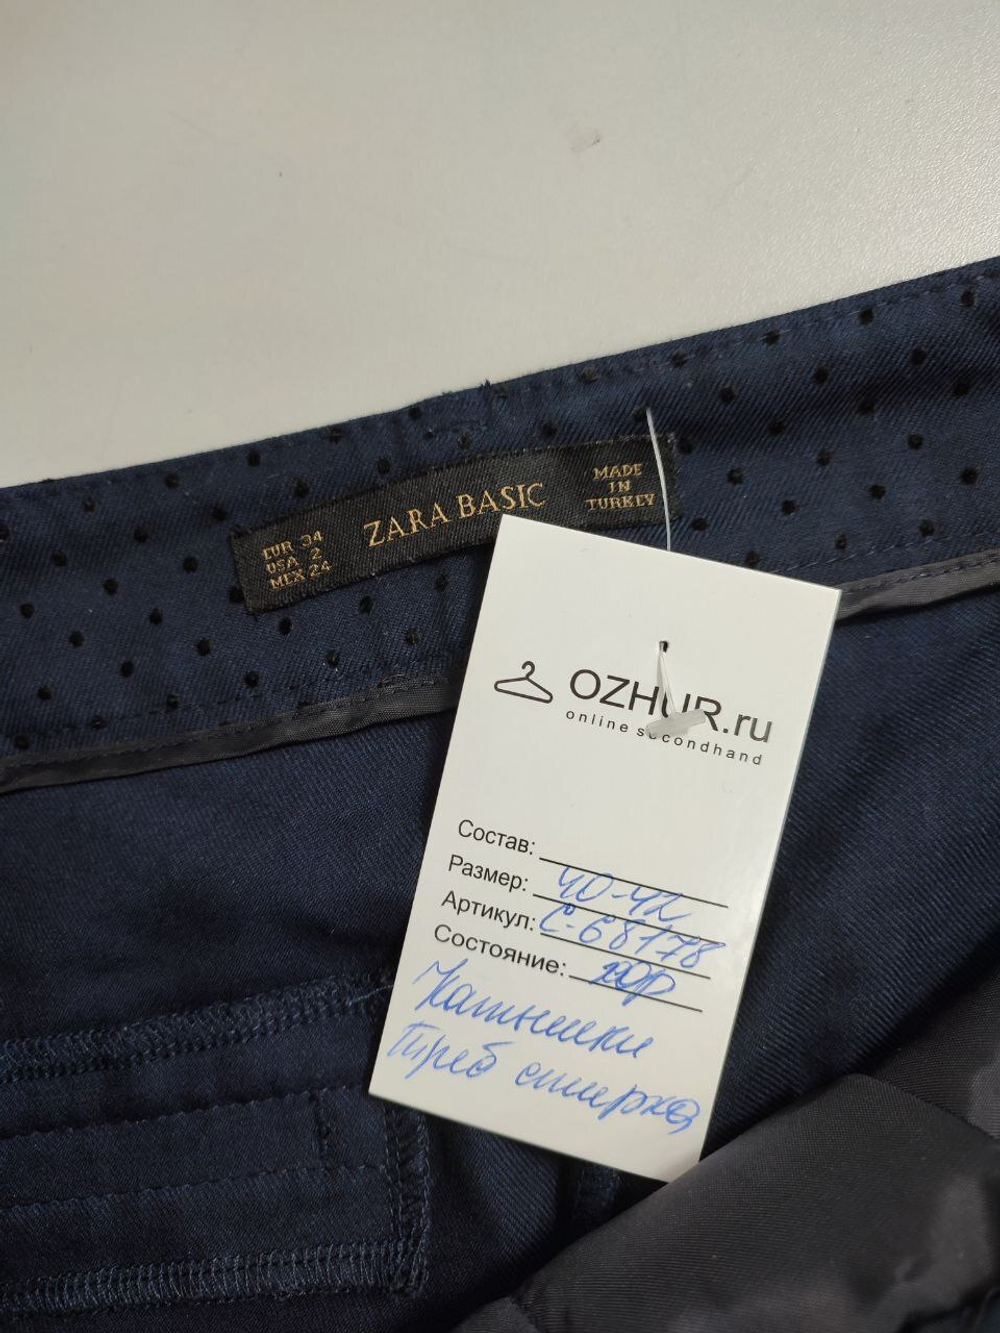 EUR 34
USA 2
MEX 24
ZARA BASIC
MADE
IN
TURKEY
OZHUR.ru
online secondhand
Состав:
Размер: 40-42
Артикул: С-68178
Состояние: хор
Катышки
Треб стирка